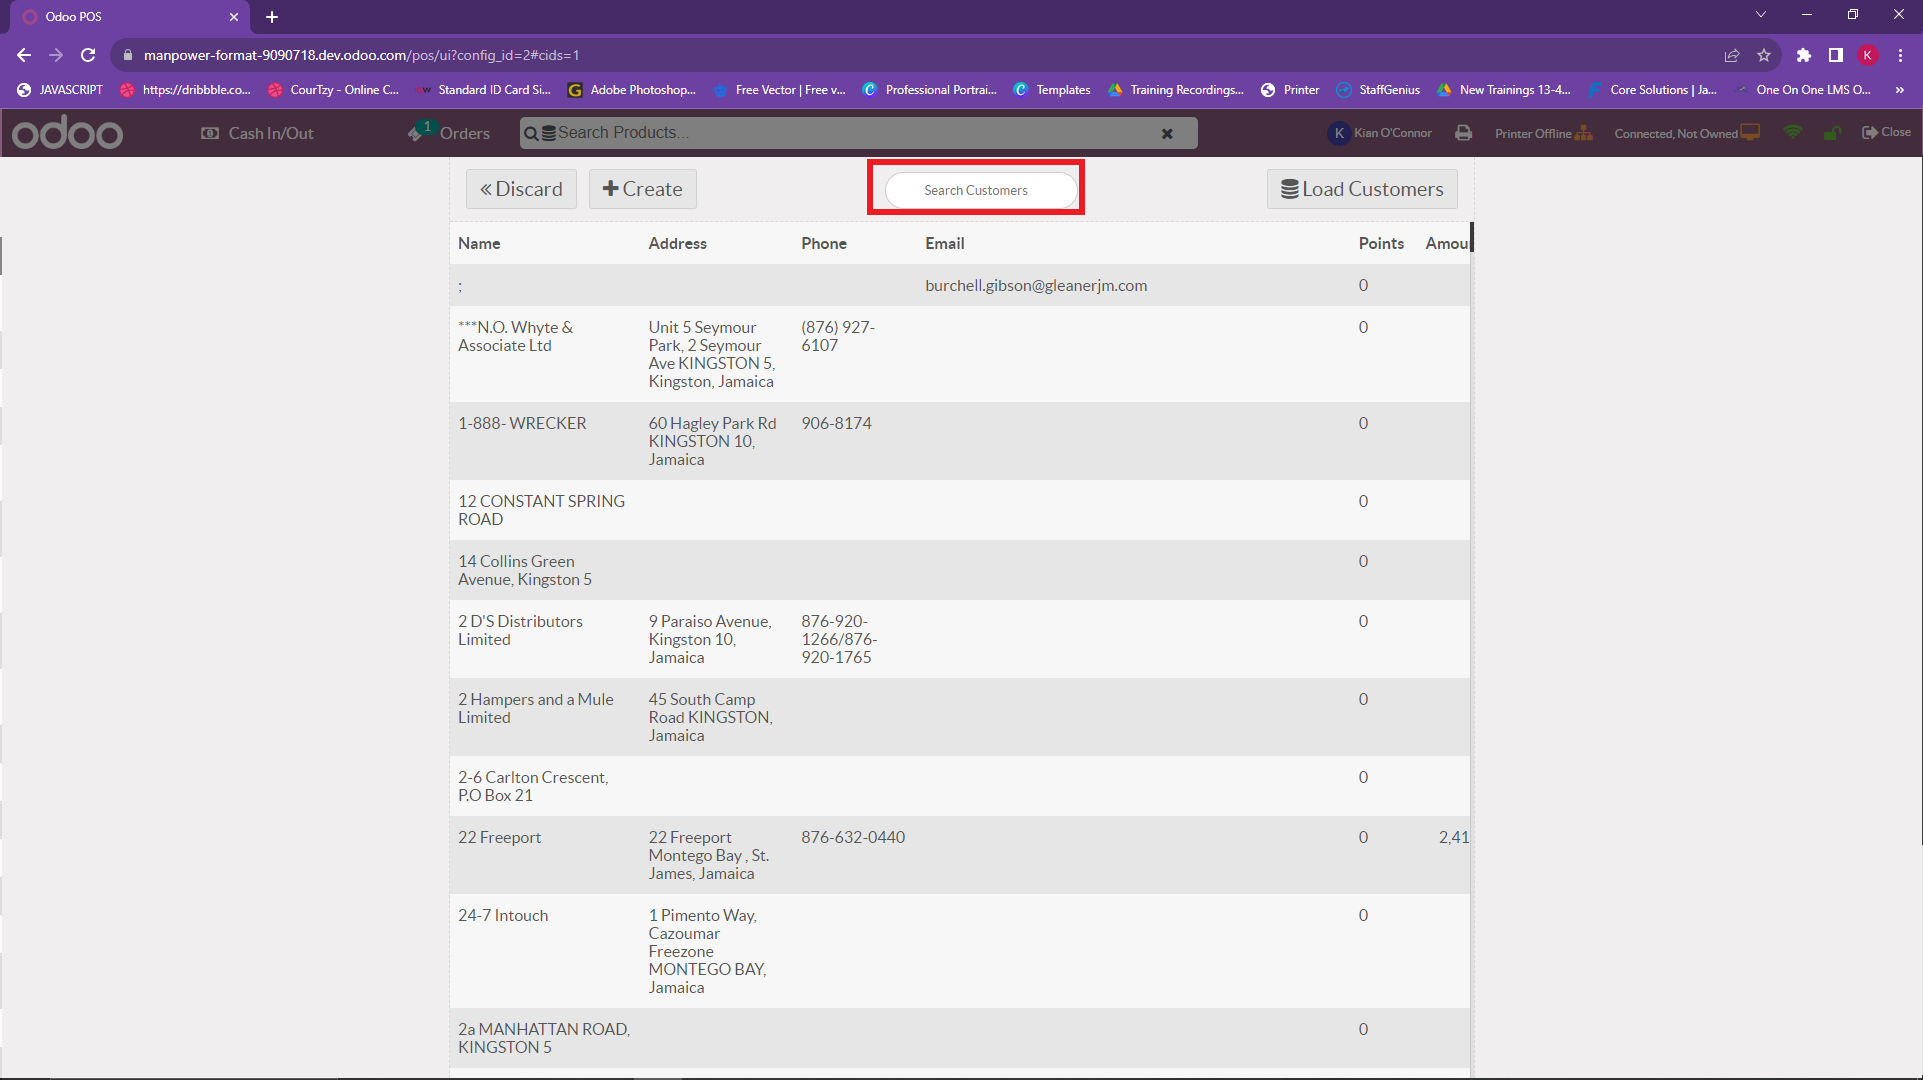 Odoo POS
manpower-format-9090718.dev.odoo.com/pos/ui?config_id=2#cids=1
K
JAVASCRIPT
https://dribbble.co...
CourTzy - Online C...
Standard ID Card Si...
Adobe Photoshop...
Free Vector | Free v...
Professional Portrai...
Templates
Training Recordings...
Printer
StaffGenius
New Trainings 13-4...
Core Solutions | Ja...
One On One LMS O...
odoo
Cash In/Out
1
Orders
Search Products...
K
Kian O'Connor
Printer Offline
Connected, Not Owned
Close
Discard
Create
Search Customers
Load Customers
Name Address Phone Email Points Amou
; burchell.gibson@gleanerjm.com 0
***N.O. Whyte & Unit 5 Seymour (876) 927- 0
Associate Ltd Park, 2 Seymour 6107
Ave KINGSTON 5,
Kingston, Jamaica
1-888- WRECKER 60 Hagley Park Rd 906-8174 0
KINGSTON 10,
Jamaica
12 CONSTANT SPRING 0
ROAD
14 Collins Green 0
Avenue, Kingston 5
2 D'S Distributors 9 Paraiso Avenue, 876-920- 0
Limited Kingston 10, 1266/876-
Jamaica 920-1765
2 Hampers and a Mule 45 South Camp 0
Limited Road KINGSTON,
Jamaica
2-6 Carlton Crescent, 0
P.O Box 21
22 Freeport 22 Freeport 876-632-0440 0 2,41
Montego Bay , St.
James, Jamaica
24-7 Intouch 1 Pimento Way, 0
Cazoumar
Freezone
MONTEGO BAY,
Jamaica
2a MANHATTAN ROAD, 0
KINGSTON 5